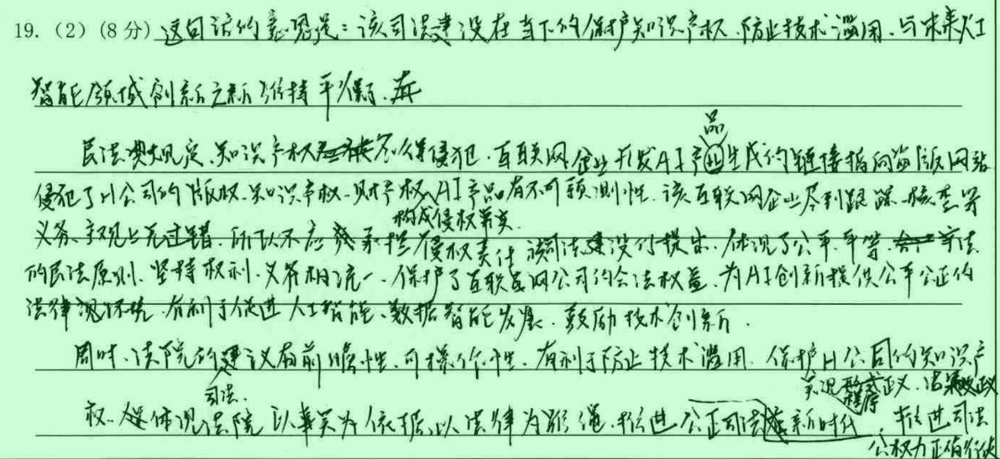 19.（2）(8分) 这句话的意思是：该司法建议在当下的保护知识产权、防止技术滥用，与未来人工
智能领域创新之间维持平衡。
民法典规定，知识产权不得侵犯，互联网企业开发AI产品生成的链接指向盗版网站
侵犯了H公司的版权、知识产权、财产权，构成侵权事实。AI产品有不可预测性，该互联网企业尽到跟踪、核查等
义务、主观上无过错，所以不应承担侵权责任，该司法建议作提出，体现了公平、平等、守法
的民法原则，坚持权利、义务相统一，保护了互联网公司的合法权益，为AI创新提供公平公正的
法律环境，有利于促进人工智能、数据智能发展，鼓励技术创新。
同时，法院的司法建议有前瞻性、可操作性，有利于防止技术滥用，保护H公司的知识产
权，体现法院以事实为依据，以法律为准绳，推进公正司法，实现程序正义、推进司法
公权力正确行使